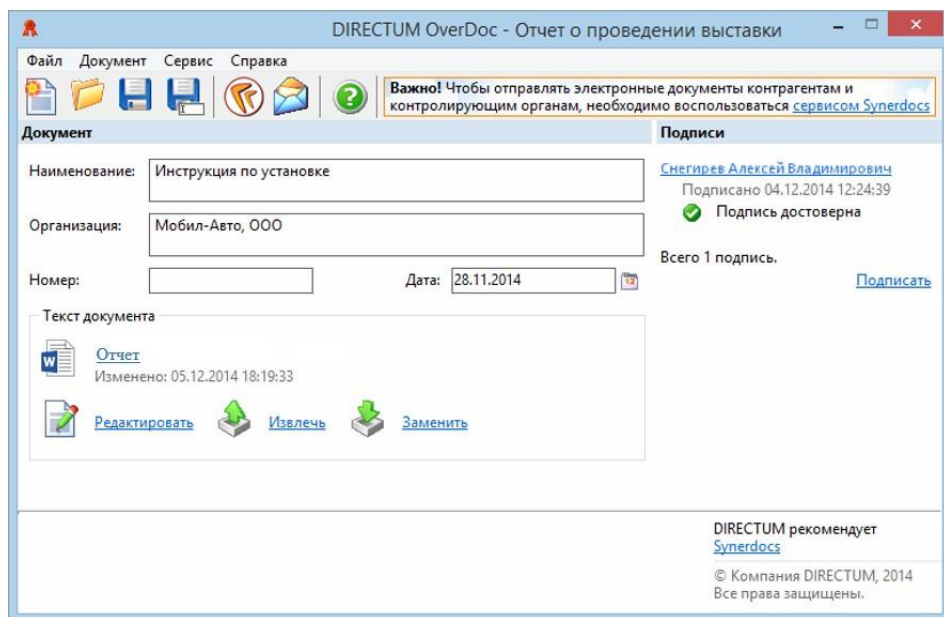 DIRECTUM OverDoc - Отчет о проведении выставки
Файл Документ Сервис Справка
Важно! Чтобы отправлять электронные документы контрагентам и
контролирующим органам, необходимо воспользоваться сервисом Synerdocs
Документ
Подписи
Наименование: Инструкция по установке
Организация: Мобил-Авто, ООО
Номер:
Дата: 28.11.2014
12
Текст документа
W
Отчет
Изменено: 05.12.2014 18:19:33
Редактировать Извлечь Заменить
Снегирев Алексей Владимирович
Подписано 04.12.2014 12:24:39
Подпись достоверна
Всего 1 подпись.
Подписать
DIRECTUM рекомендует
Synerdocs
© Компания DIRECTUM, 2014
Все права защищены.